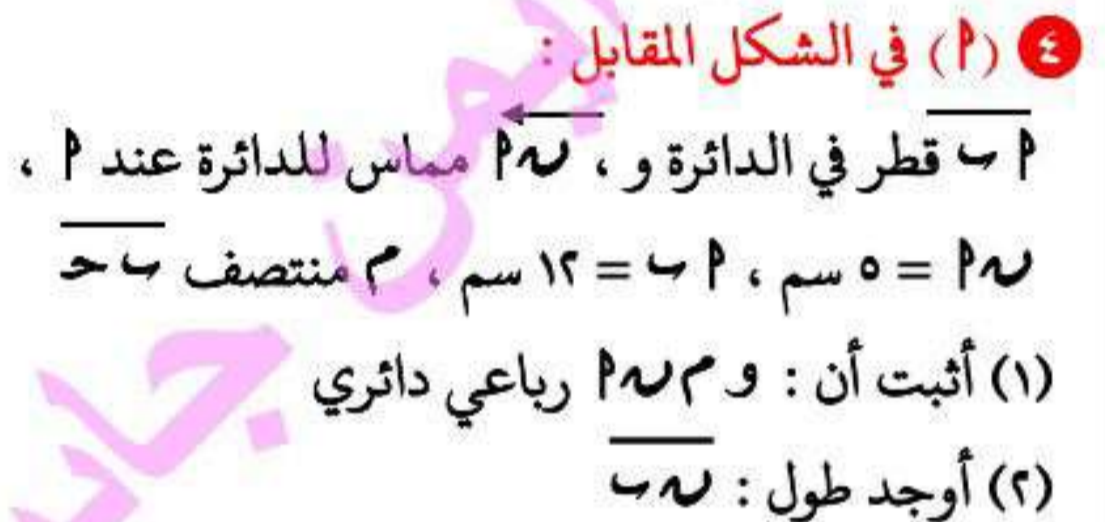 ٤ (ا) في الشكل المقابل :
ا ب قطر في الدائرة و ، ن ا مماس للدائرة عند ا ،
ن ا = ٥ سم ، ا ب = ١٢ سم ، م منتصف ب ح
(١) أثبت أن : و م ن ا رباعي دائري
(٢) أوجد طول : ن ب